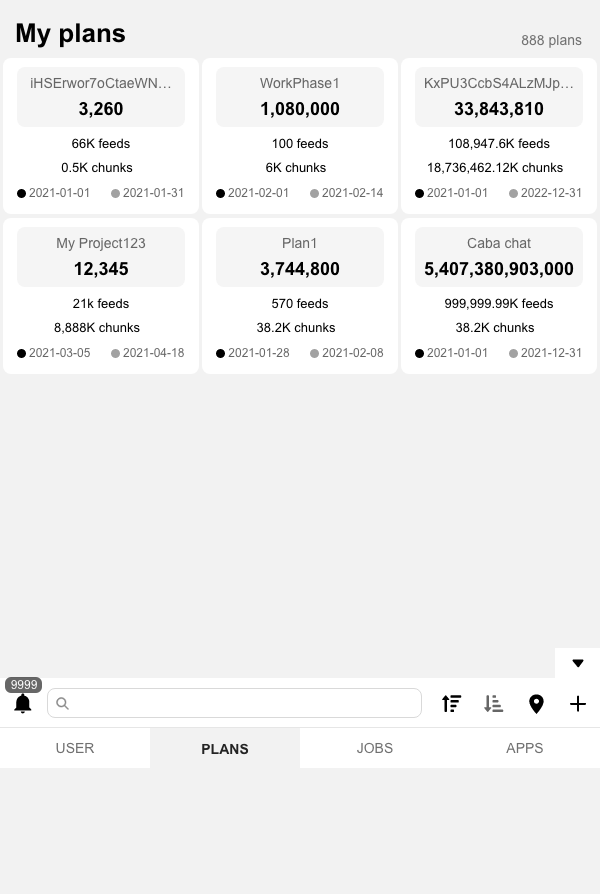 My plans
888 plans
iHSErwor7oCtaeWN…
3,260
66K feeds
0.5K chunks
2021-01-01 2021-01-31
WorkPhase1
1,080,000
100 feeds
6K chunks
2021-02-01 2021-02-14
KxPU3CcbS4ALzMJp…
33,843,810
108,947.6K feeds
18,736,462.12K chunks
2021-01-01 2022-12-31
My Project123
12,345
21k feeds
8,888K chunks
2021-03-05 2021-04-18
Plan1
3,744,800
570 feeds
38.2K chunks
2021-01-28 2021-02-08
Caba chat
5,407,380,903,000
999,999.99K feeds
38.2K chunks
2021-01-01 2021-12-31
9999
USER PLANS JOBS APPS